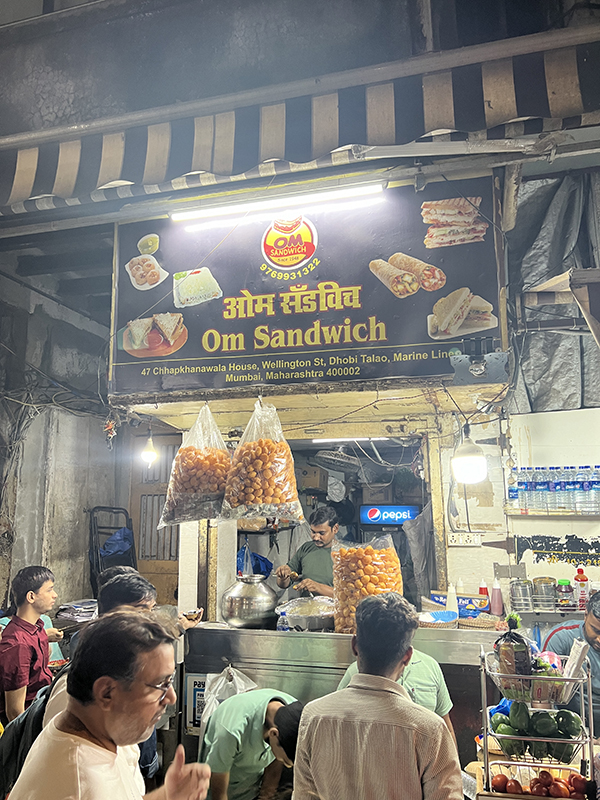 OM
SANDWICH
9769931322
ओम सँडविच
Om Sandwich
47 Chhapkhanawala House, Wellington St, Dhobi Talao, Marine Lines
Mumbai, Maharashtra 400002
pepsi